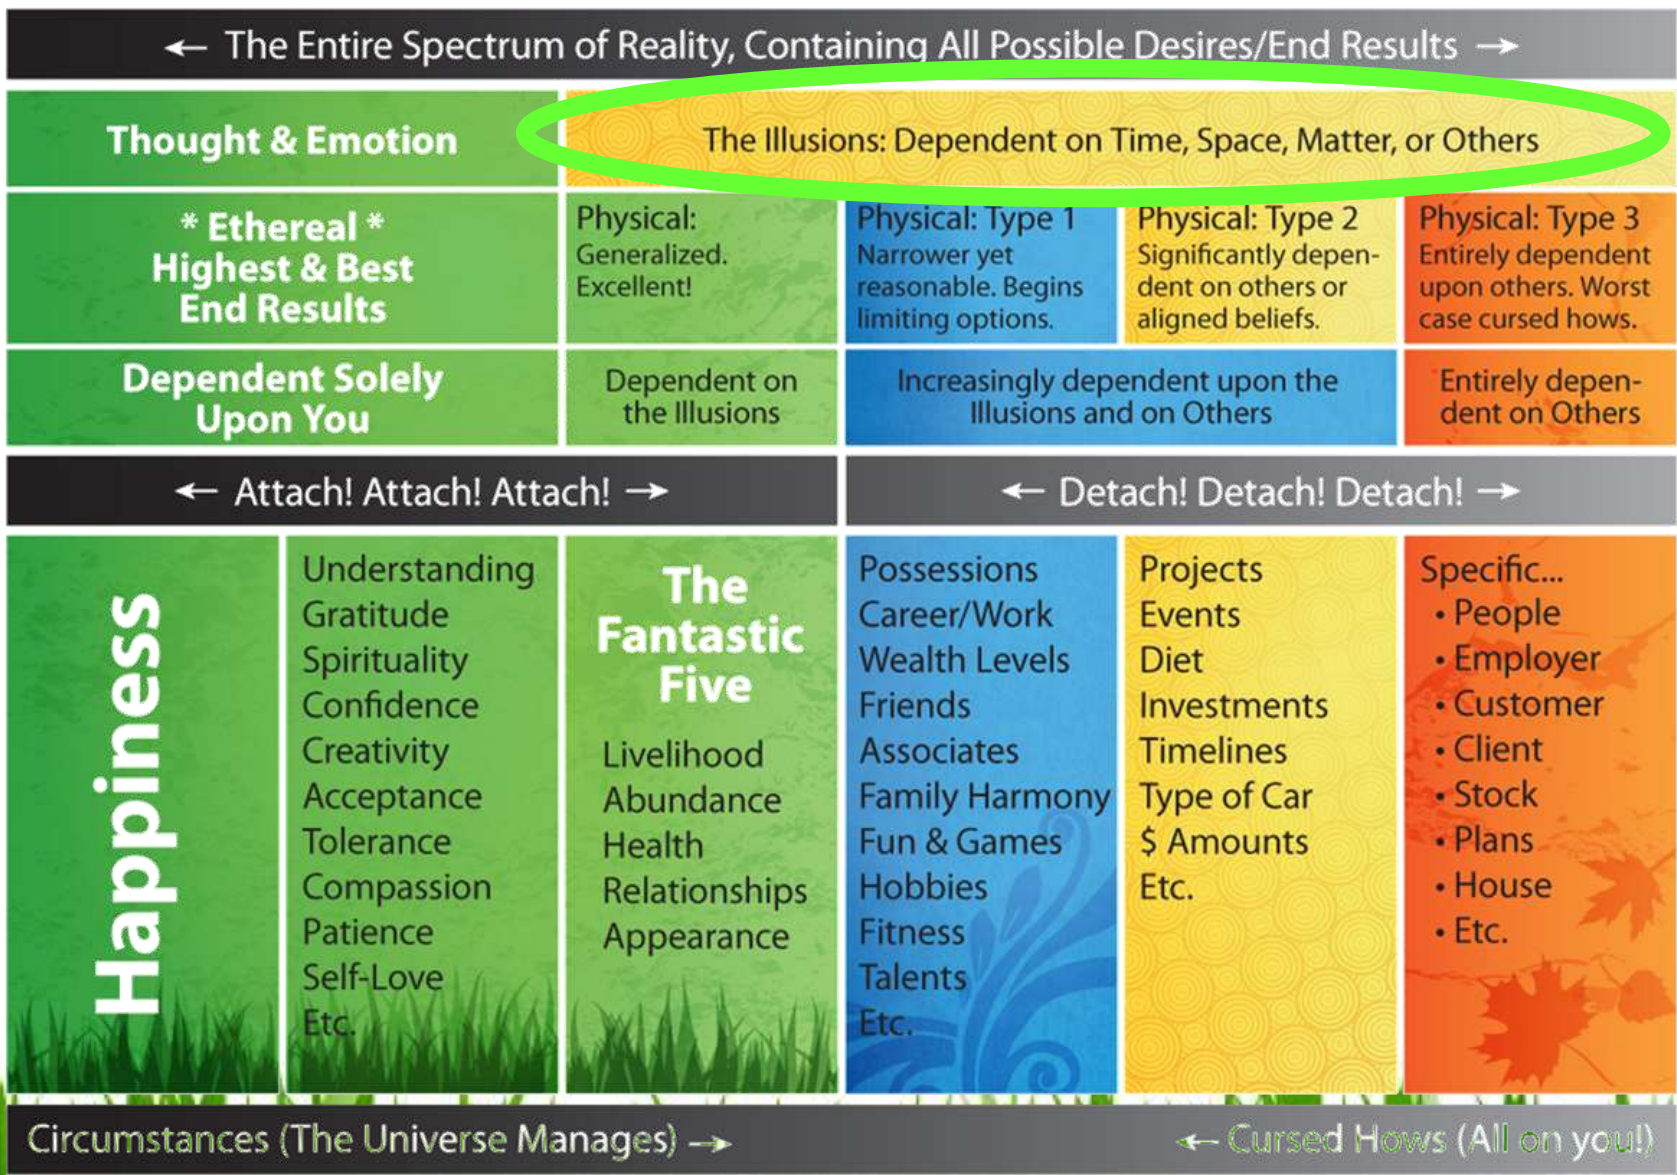 ← The Entire Spectrum of Reality, Containing All Possible Desires/End Results →
Thought & Emotion
The Illusions: Dependent on Time, Space, Matter, or Others
* Ethereal *
Highest & Best
End Results
Physical:
Generalized.
Excellent!
Physical: Type 1
Narrower yet
reasonable. Begins
limiting options.
Physical: Type 2
Significantly depen-
dent on others or
aligned beliefs.
Physical: Type 3
Entirely dependent
upon others. Worst
case cursed hows.
Dependent Solely
Upon You
Dependent on
the Illusions
Increasingly dependent upon the
Illusions and on Others
Entirely depen-
dent on Others
← Attach! Attach! Attach! →
← Detach! Detach! Detach! →
Happiness
Understanding
Gratitude
Spirituality
Confidence
Creativity
Acceptance
Tolerance
Compassion
Patience
Self-Love
Etc.
The
Fantastic
Five
Livelihood
Abundance
Health
Relationships
Appearance
Possessions
Career/Work
Wealth Levels
Friends
Associates
Family Harmony
Fun & Games
Hobbies
Fitness
Talents
Etc.
Projects
Events
Diet
Investments
Timelines
Type of Car
$ Amounts
Etc.
Specific...
• People
• Employer
• Customer
• Client
• Stock
• Plans
• House
• Etc.
Circumstances (The Universe Manages) →
← Cursed Hows (All on you!)